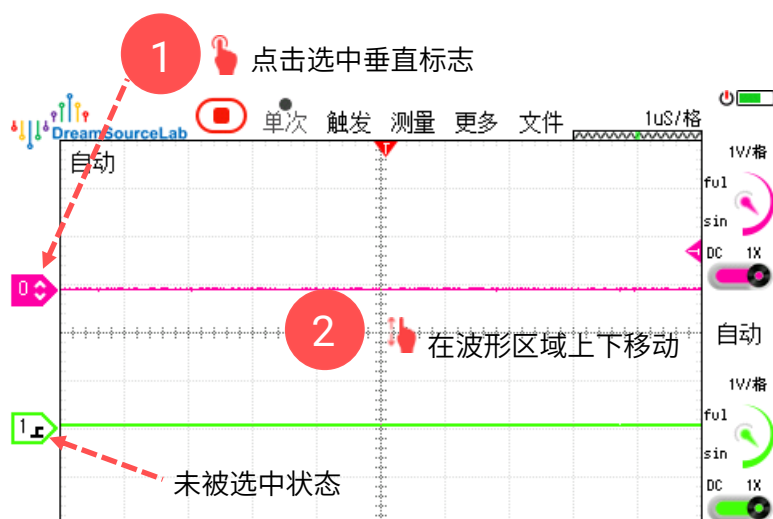 1 点击选中垂直标志
DreamSourceLab 单次 触发 测量 更多 文件 1uS/格
自动 T
1V/格
ful
sin
T
DC 1X
0
2 在波形区域上下移动
自动
1V/格
ful
1
sin
未被选中状态
DC 1X